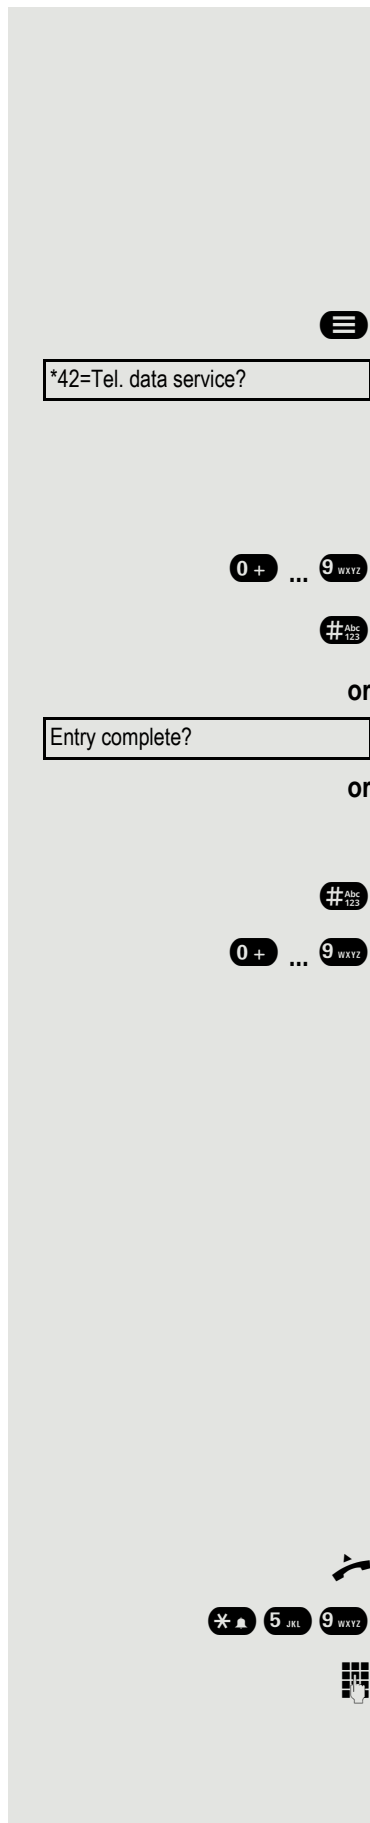 *42=Tel. data service?
0 + ... 9 WXYZ
# Abc 123
or
Entry complete?
or
# Abc 123
0 + ... 9 WXYZ
* 5 JKL 9 WXYZ